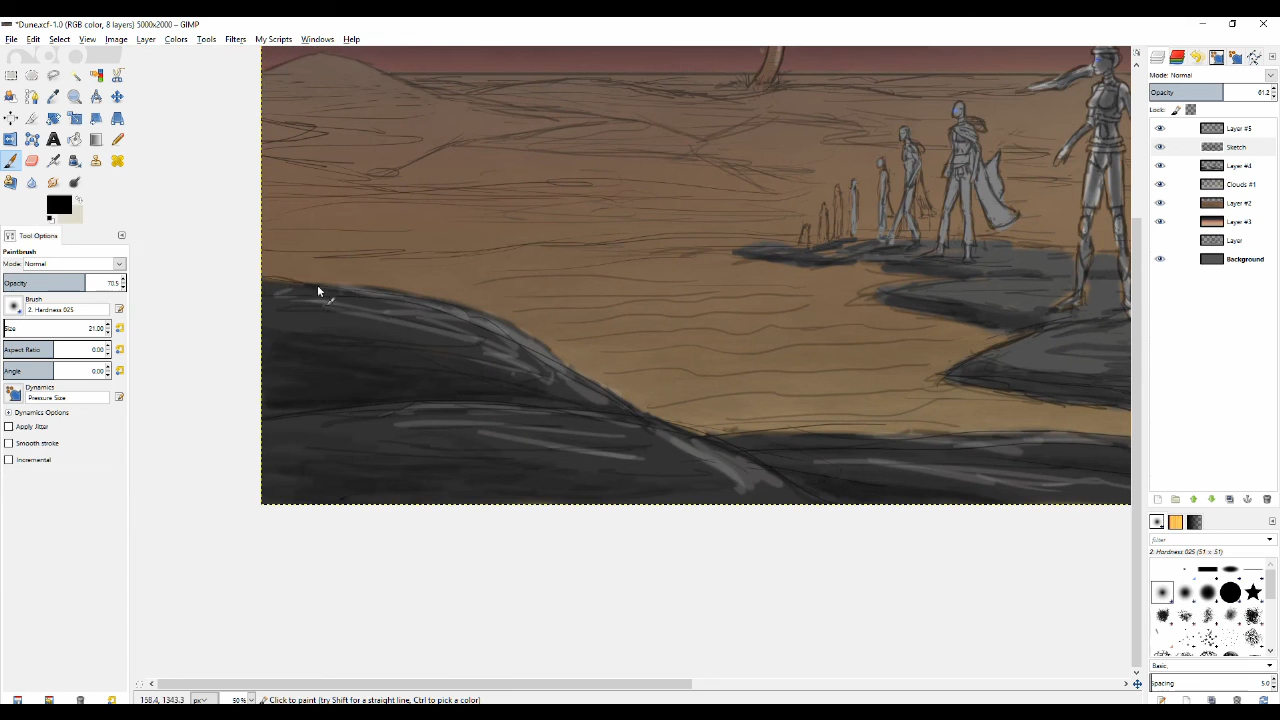 *Dune.xcf-1.0 (RGB color, 8 layers) 5000x2000 – GIMP
File Edit Select View Image Layer Colors Tools Filters My Scripts Windows Help
Tool Options
Paintbrush
Mode: Normal
Opacity 70.5
Brush
2. Hardness 025
Size 21.00
Aspect Ratio 0.00
Angle 0.00
Dynamics
Pressure Size
Dynamics Options
Apply Jitter
Smooth stroke
Incremental
158.4, 1343.3 px 50% Click to paint (try Shift for a straight line, Ctrl to pick a color)
Mode: Normal
Opacity 61.2
Lock:
Layer #5
Sketch
Layer #4
Clouds #1
Layer #2
Layer #3
Layer
Background
filter
2. Hardness 025 (51 × 51)
Basic,
Spacing 5.0